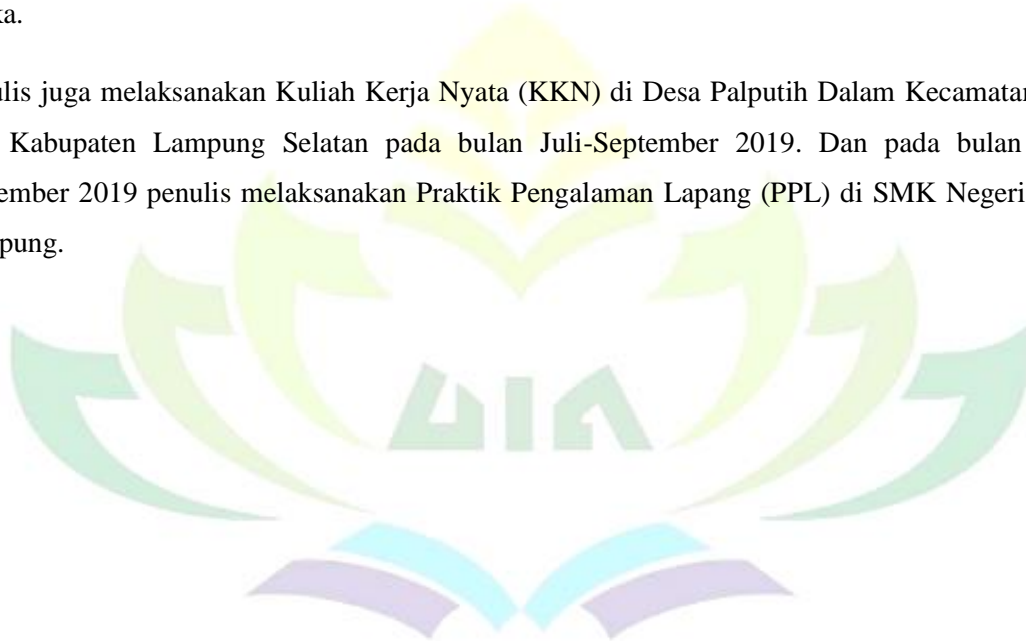 ka.
ulis juga melaksanakan Kuliah Kerja Nyata (KKN) di Desa Palputih Dalam Kecamatan
Kabupaten Lampung Selatan pada bulan Juli-September 2019. Dan pada bulan
ember 2019 penulis melaksanakan Praktik Pengalaman Lapang (PPL) di SMK Negeri
pung.
UIN